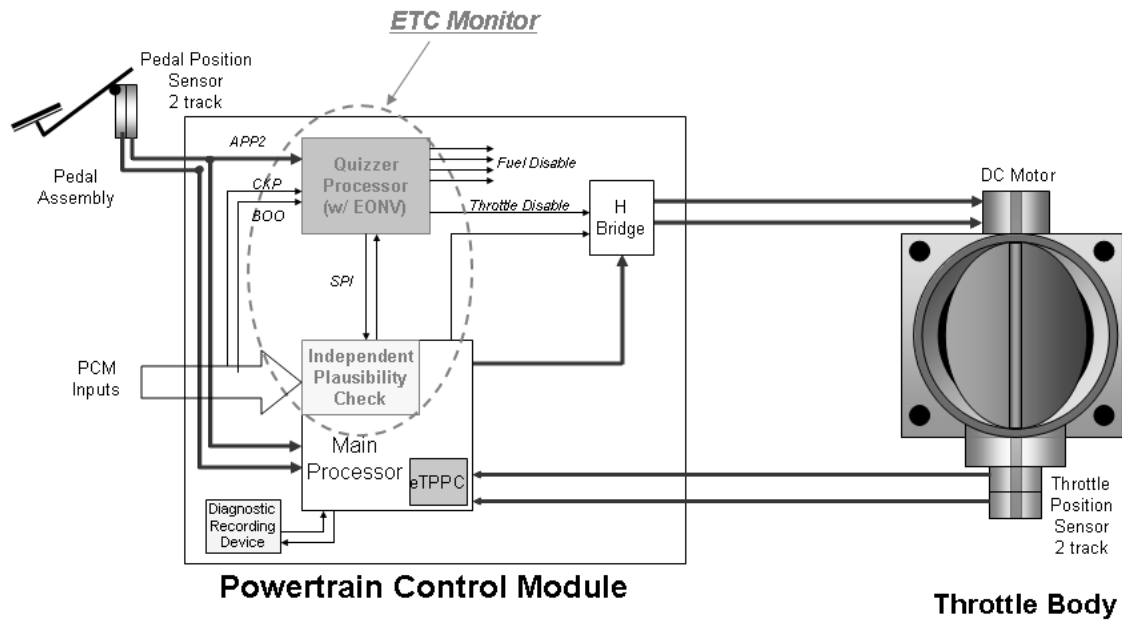 ETC Monitor
Pedal Position
Sensor
2 track
Pedal
Assembly
APP2
CKP
BOO
Quizzer
Processor
(w/ EONV)
Fuel Disable
Throttle Disable
H
Bridge
DC Motor
SPI
PCM
Inputs
Independent
Plausibility
Check
Main
Processor
eTPPC
Diagnostic
Recording
Device
Throttle
Position
Sensor
2 track
Powertrain Control Module
Throttle Body